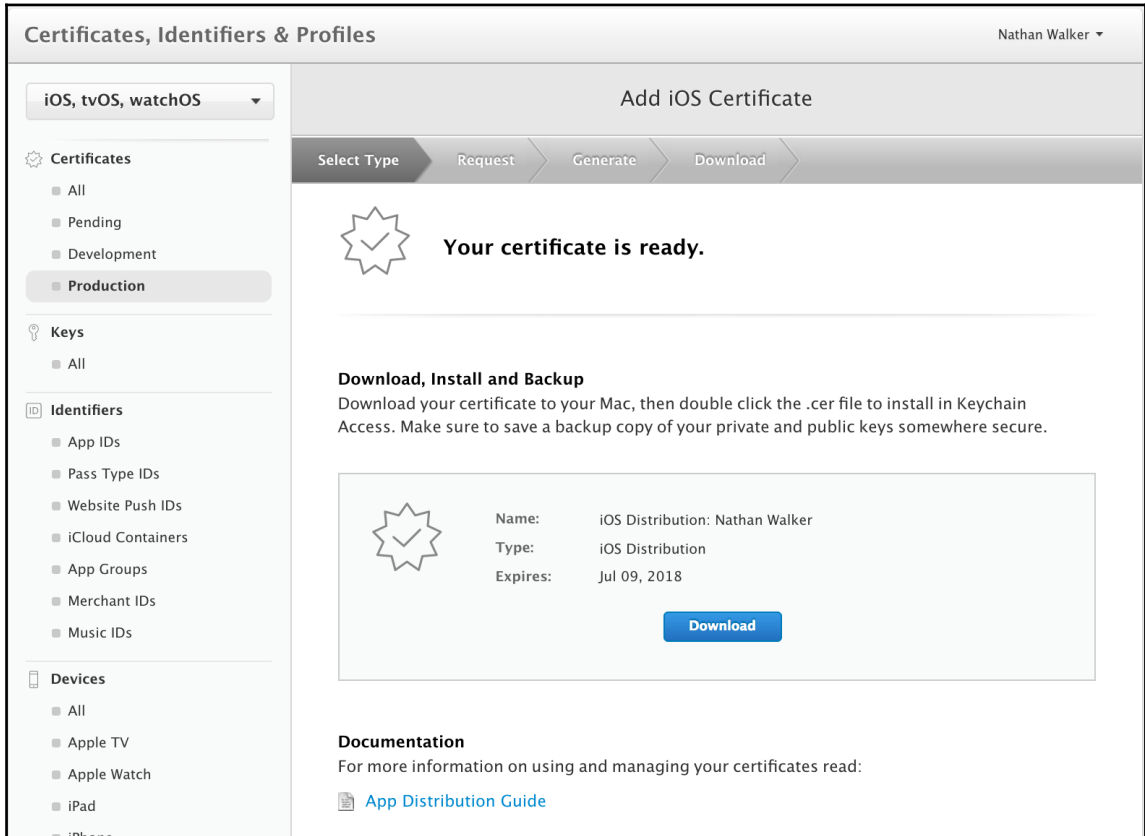 Certificates, Identifiers & Profiles
Nathan Walker
iOS, tvOS, watchOS
Certificates
All
Pending
Development
Production
Keys
All
ID
Identifiers
App IDs
Pass Type IDs
Website Push IDs
iCloud Containers
App Groups
Merchant IDs
Music IDs
Devices
All
Apple TV
Apple Watch
iPad
iPhone
Add iOS Certificate
Select Type
Request
Generate
Download
Your certificate is ready.
Download, Install and Backup
Download your certificate to your Mac, then double click the .cer file to install in Keychain
Access. Make sure to save a backup copy of your private and public keys somewhere secure.
Name: iOS Distribution: Nathan Walker
Type: iOS Distribution
Expires: Jul 09, 2018
Download
Documentation
For more information on using and managing your certificates read:
App Distribution Guide